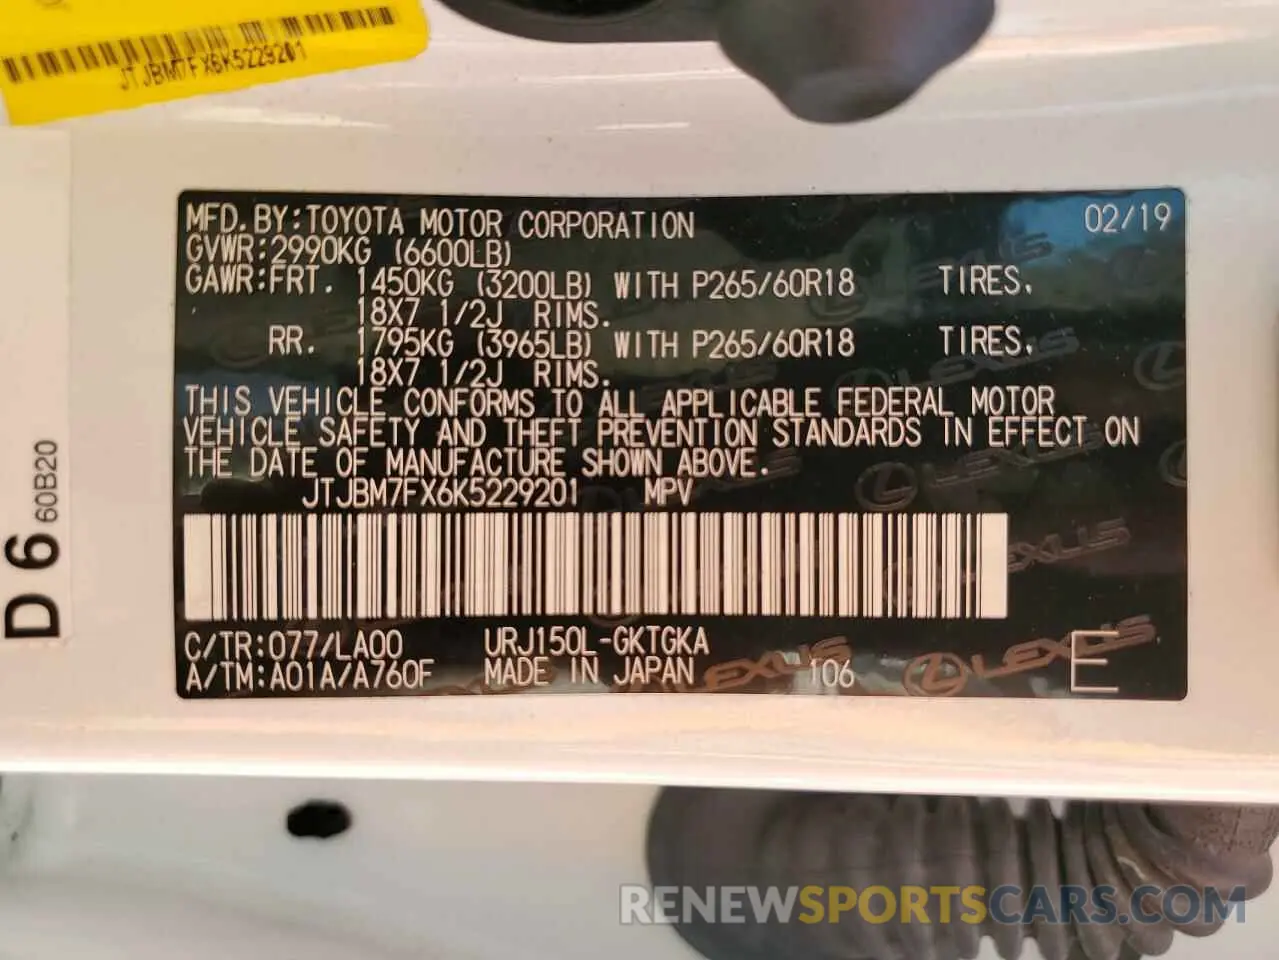 JTJBM7FX6K5229201
D 6 60B20
MFD.BY:TOYOTA MOTOR CORPORATION 02/19
GVWR:2990KG (6600LB)
GAWR:FRT. 1450KG (3200LB) WITH P265/60R18 TIRES.
18X7 1/2J RIMS.
RR. 1795KG (3965LB) WITH P265/60R18 TIRES.
18X7 1/2J RIMS.
THIS VEHICLE CONFORMS TO ALL APPLICABLE FEDERAL MOTOR
VEHICLE SAFETY AND THEFT PREVENTION STANDARDS IN EFFECT ON
THE DATE OF MANUFACTURE SHOWN ABOVE.
JTJBM7FX6K5229201 MPV
C/TR:077/LA00 URJ150L-GKTGKA
A/TM:A01A/A760F MADE IN JAPAN 106 E
LEXUS
RENEWSPORTSCARS.COM